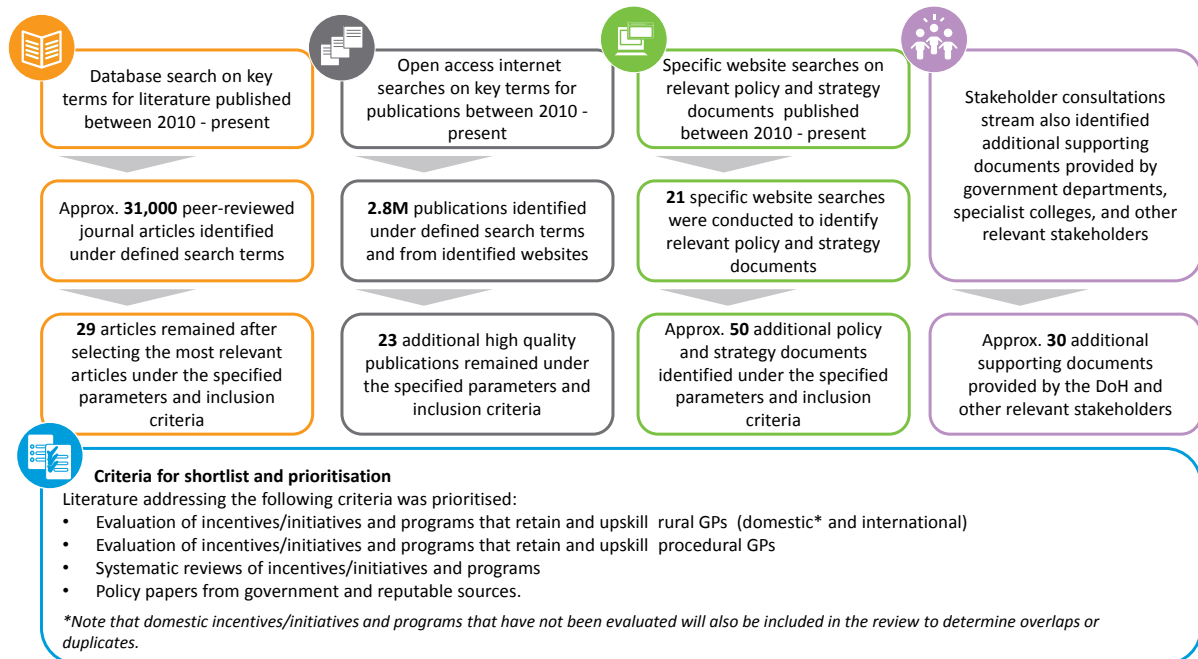 Database search on key
terms for literature published
between 2010 - present
Approx. 31,000 peer-reviewed
journal articles identified
under defined search terms
29 articles remained after
selecting the most relevant
articles under the specified
parameters and inclusion
criteria
Open access internet
searches on key terms for
publications between 2010 -
present
2.8M publications identified
under defined search terms
and from identified websites
23 additional high quality
publications remained under
the specified parameters and
inclusion criteria
Specific website searches on
relevant policy and strategy
documents published
between 2010 - present
21 specific website searches
were conducted to identify
relevant policy and strategy
documents
Approx. 50 additional policy
and strategy documents
identified under the specified
parameters and inclusion
criteria
Stakeholder consultations
stream also identified
additional supporting
documents provided by
government departments,
specialist colleges, and other
relevant stakeholders
Approx. 30 additional
supporting documents
provided by the DoH and
other relevant stakeholders
Criteria for shortlist and prioritisation
Literature addressing the following criteria was prioritised:
• Evaluation of incentives/initiatives and programs that retain and upskill rural GPs (domestic* and international)
• Evaluation of incentives/initiatives and programs that retain and upskill procedural GPs
• Systematic reviews of incentives/initiatives and programs
• Policy papers from government and reputable sources.
*Note that domestic incentives/initiatives and programs that have not been evaluated will also be included in the review to determine overlaps or
duplicates.